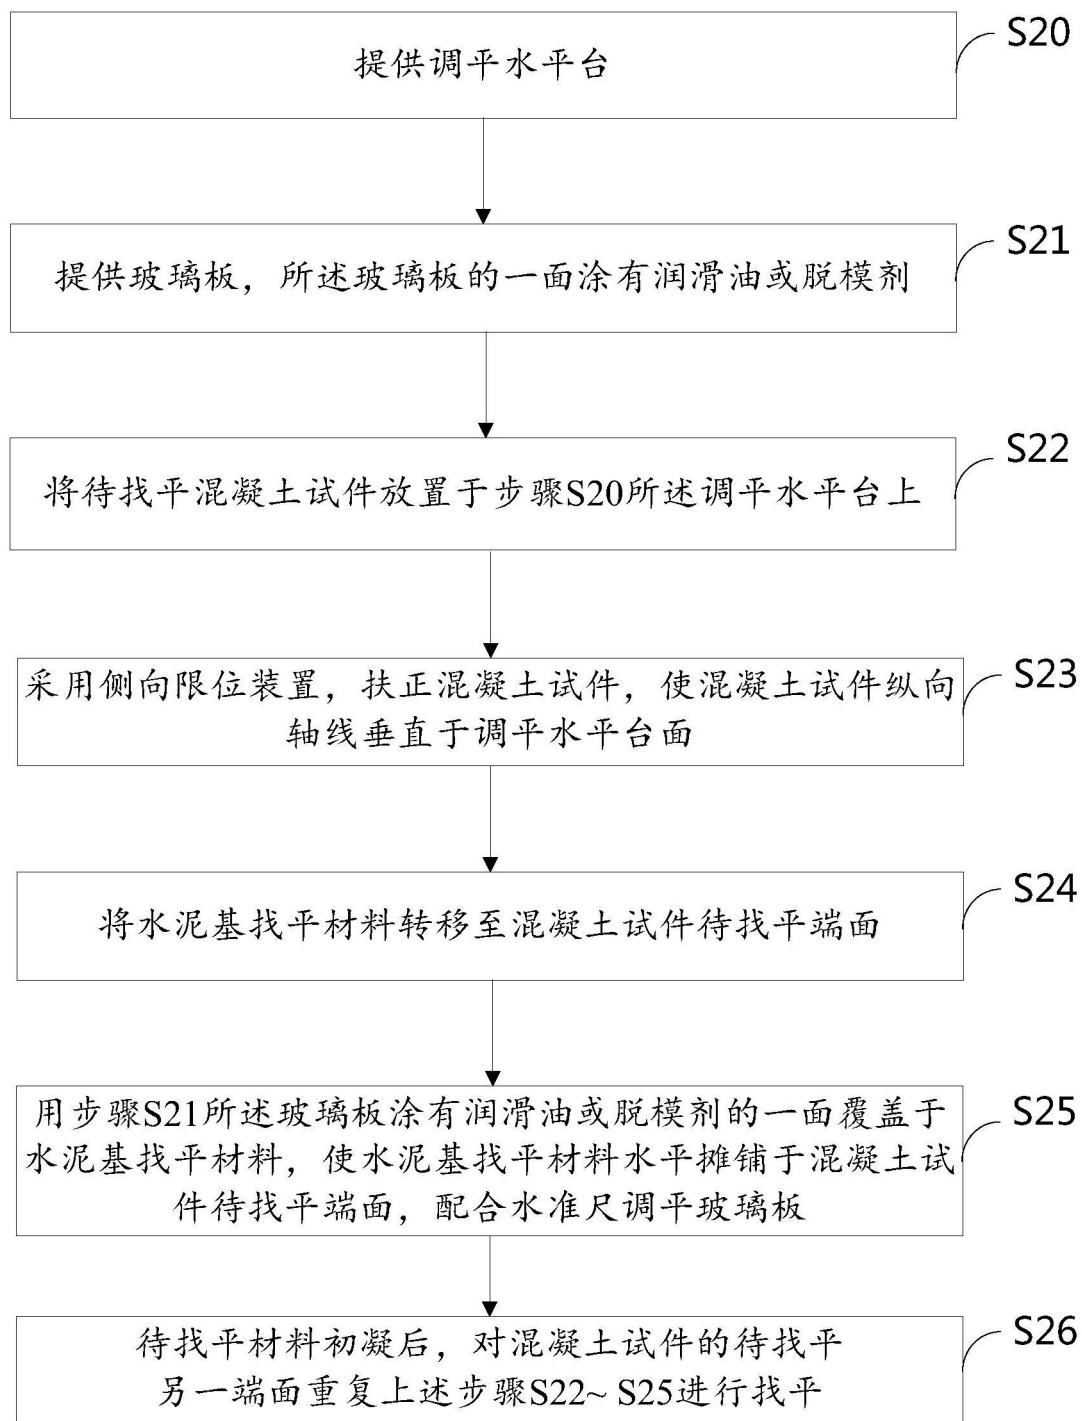 提供调平水平台
S20
提供玻璃板，所述玻璃板的一面涂有润滑油或脱模剂
S21
将待找平混凝土试件放置于步骤S20所述调平水平台上
S22
采用侧向限位装置，扶正混凝土试件，使混凝土试件纵向
轴线垂直于调平水平台面
S23
将水泥基找平材料转移至混凝土试件待找平端面
S24
用步骤S21所述玻璃板涂有润滑油或脱模剂的一面覆盖于
水泥基找平材料，使水泥基找平材料水平摊铺于混凝土试
件待找平端面，配合水准尺调平玻璃板
S25
待找平材料初凝后，对混凝土试件的待找平
另一端面重复上述步骤S22~ S25进行找平
S26